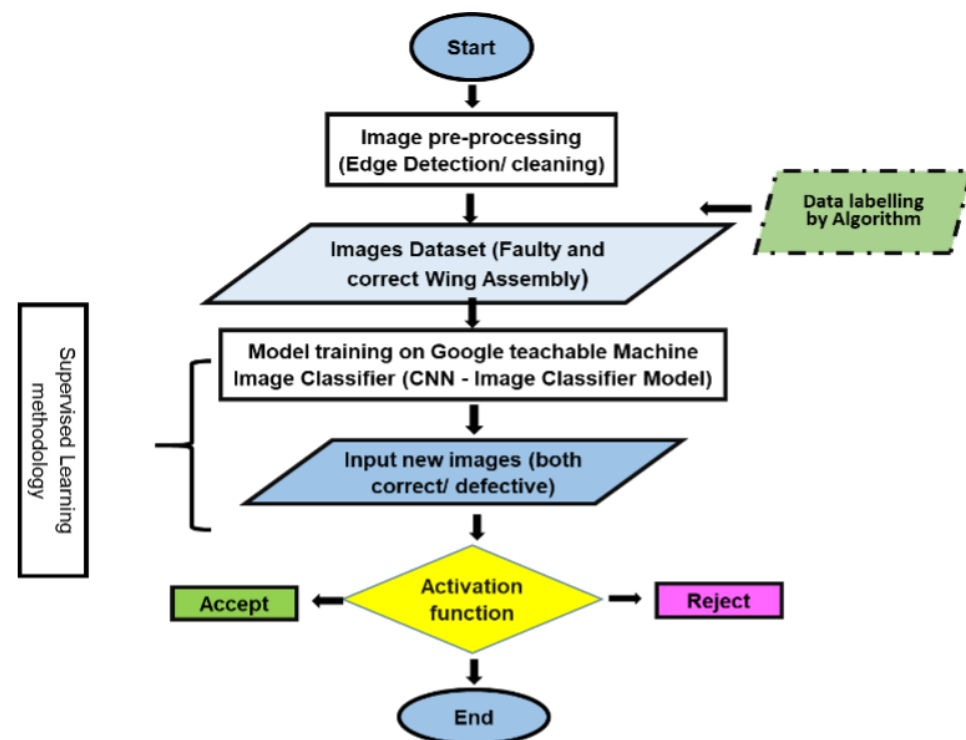 Start
Image pre-processing
(Edge Detection/ cleaning)
Data labelling
by Algorithm
Images Dataset (Faulty and
correct Wing Assembly)
Supervised Learning
methodology
Model training on Google teachable Machine
Image Classifier (CNN - Image Classifier Model)
Input new images (both
correct/ defective)
Activation
function
Accept
Reject
End